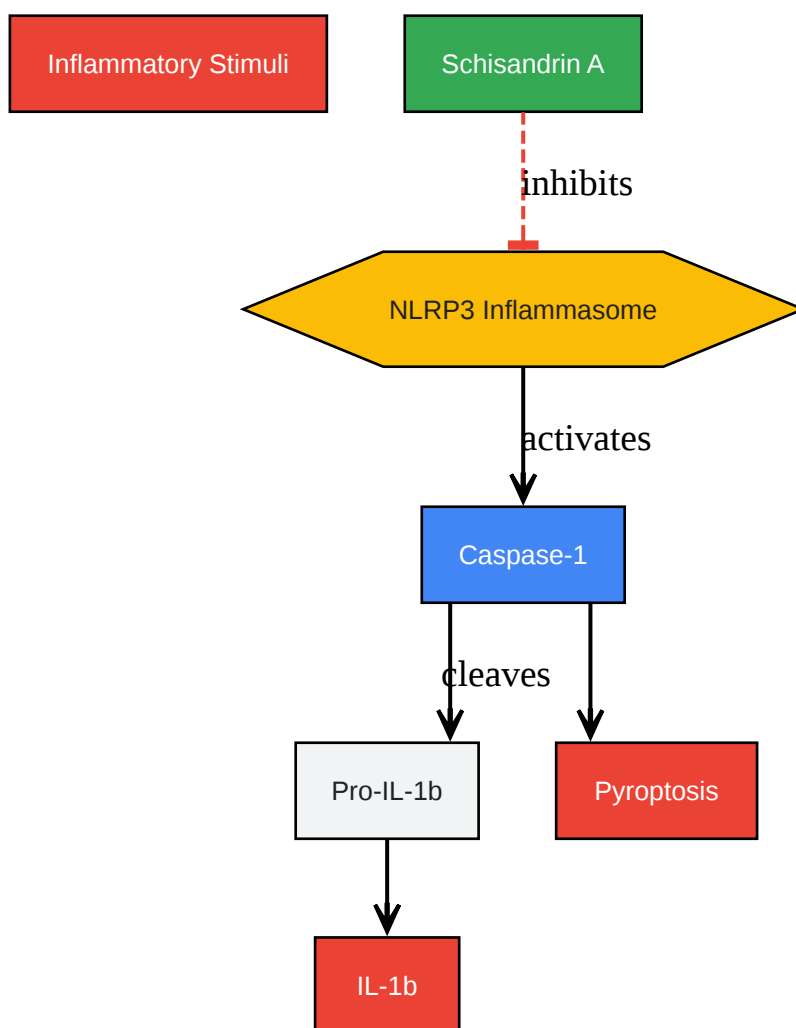 Inflammatory Stimuli
Schisandrin A
inhibits
NLRP3 Inflammasome
activates
Caspase-1
cleaves
Pro-IL-1b
Pyroptosis
IL-1b